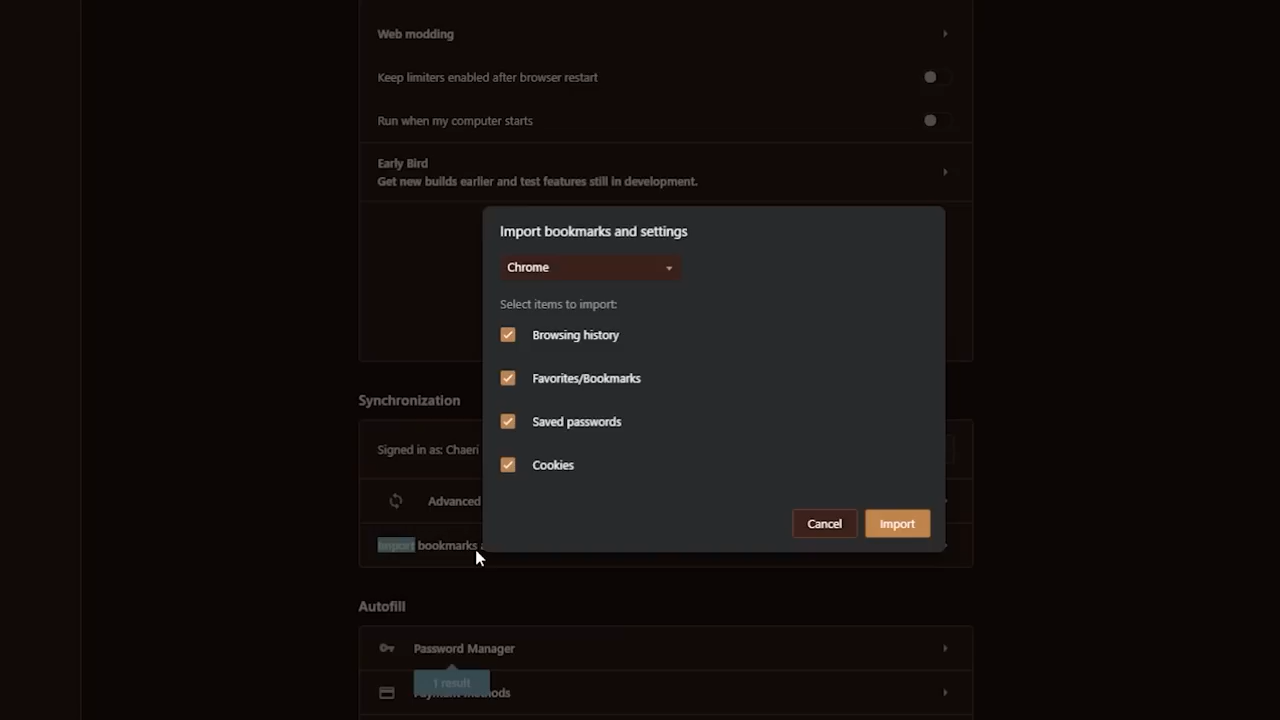 Web modding
Keep limiters enabled after browser restart
Run when my computer starts
Early Bird
Get new builds earlier and test features still in development.
Import bookmarks and settings
Chrome
Select items to import:
Browsing history
Favorites/Bookmarks
Saved passwords
Cookies
Cancel
Import
Synchronization
Signed in as: Chaeri
Advanced
Import bookmarks
Autofill
Password Manager
1 result
Payment methods